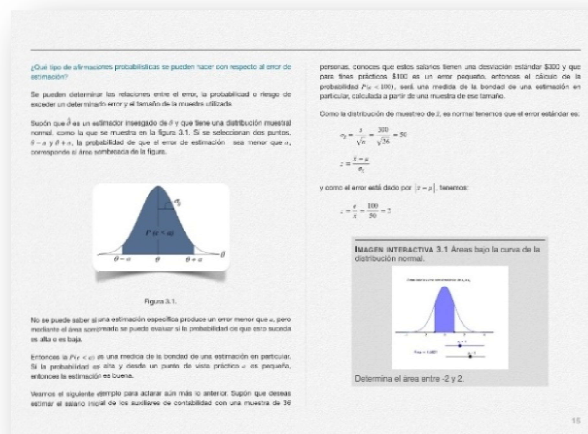 ¿Qué tipo de afirmaciones probabilísticas se pueden hacer con respecto al error de
estimación?
Se pueden determinar las relaciones entre el error, la probabilidad o riesgo de
exceder un determinado error y el tamaño de la muestra utilizada.
Supón que θ̂ es un estimador insesgado de θ y que tiene una distribución muestral
normal, como la que se muestra en la figura 3.1. Si se seleccionan dos puntos,
θ − a y θ + a, la probabilidad de que el error de estimación sea menor que a,
corresponde al área sombreada de la figura.
P (e < a)
θ − a θ θ + a θ̂
Figura 3.1.
No se puede saber si una estimación específica produce un error menor que a, pero
mediante el área sombreada se puede evaluar si la probabilidad de que esto suceda
es alta o es baja.
Entonces la P(e < a) es una medida de la bondad de una estimación en particular.
Si la probabilidad es alta y desde un punto de vista práctico a es pequeño,
entonces la estimación es buena.
Veamos el siguiente ejemplo para aclarar aún más lo anterior. Supón que deseas
estimar el salario inicial de los auxiliares de contabilidad con una muestra de 36
personas, conoces que estos salarios tienen una desviación estándar $300 y que
para fines prácticos $100 es un error pequeño, entonces el cálculo de la
probabilidad P(e < 100), será una medida de la bondad de una estimación en
particular, calculada a partir de una muestra de ese tamaño.
Como la distribución de muestreo de x̄, es normal tenemos que el error estándar es:
= s/√n = 300/√36 = 50
z = x̄ − μ
y como el error está dado por |x̄ − μ|, tenemos:
= 100/50 = 2
IMAGEN INTERACTIVA 3.1 Áreas bajo la curva de la
distribución normal.
Determina el área entre -2 y 2.